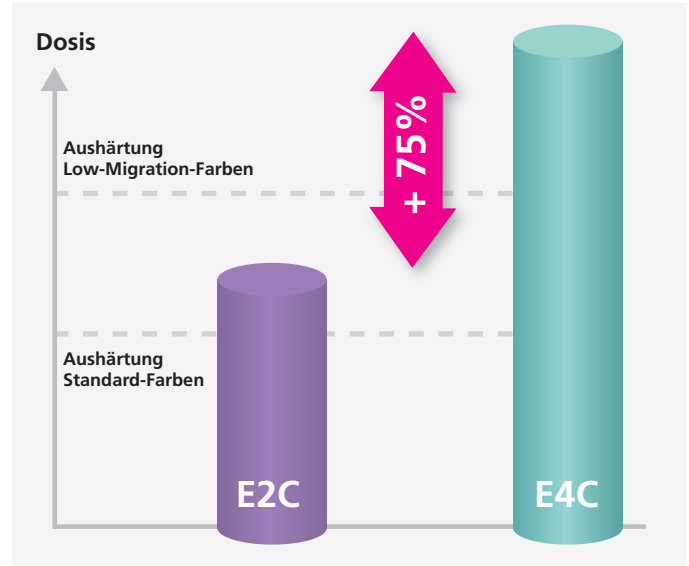 Dosis
Aushärtung
Low-Migration-Farben
+ 75%
Aushärtung
Standard-Farben
E2C
E4C